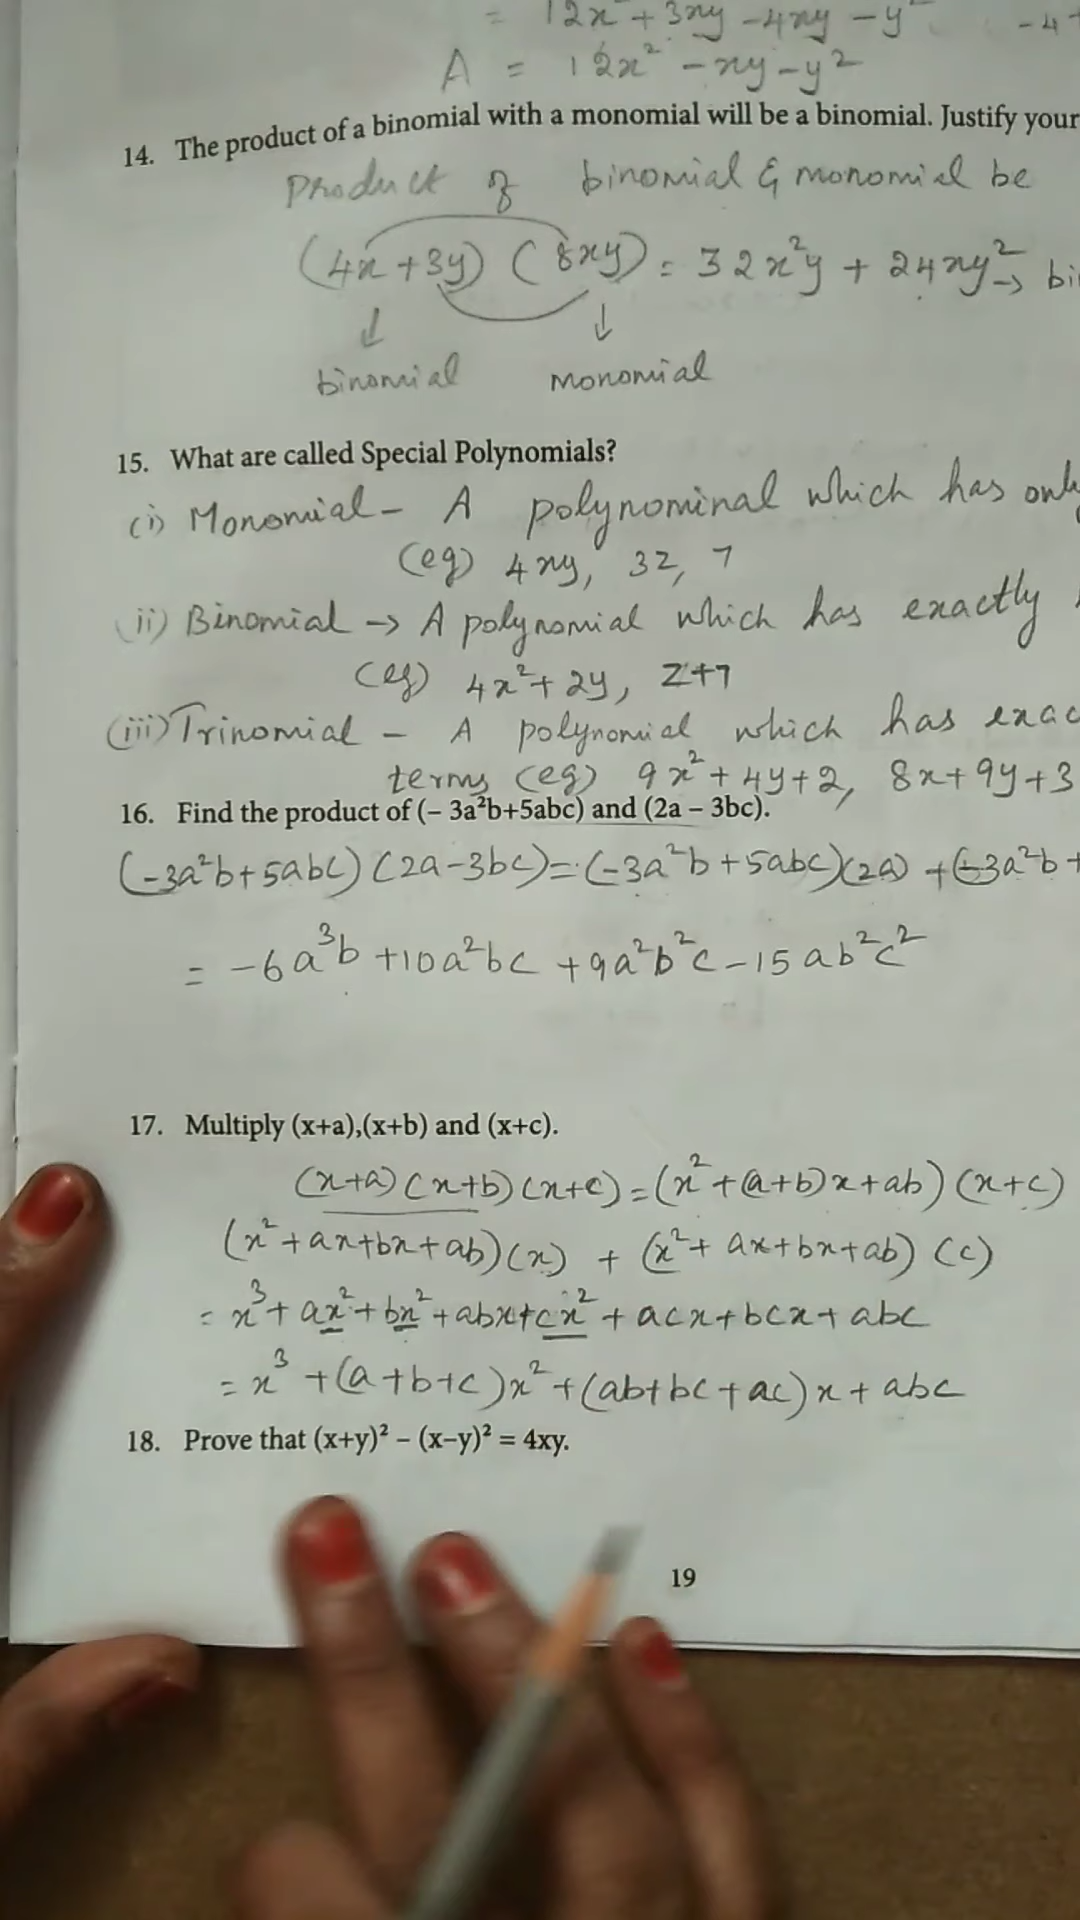 = 12x² + 3xy - 4xy - y² -4
A = 12x² - xy - y²
14. The product of a binomial with a monomial will be a binomial. Justify your
Product of binomial & monomial be
(4x + 3y) (8xy) = 32x²y + 24xy² → bi
↓ ↓
binomial monomial
15. What are called Special Polynomials?
(i) Monomial - A polynominal which has only
(eg) 4xy, 3z, 7
(ii) Binomial → A polynomial which has exactly
(eg) 4x² + 2y, z+7
(iii) Trinomial - A polynomial which has exac
terms (eg) 9x² + 4y + 2, 8x + 9y + 3
16. Find the product of (– 3a²b+5abc) and (2a – 3bc).
(-3a²b + 5abc) (2a - 3bc) = (-3a²b + 5abc)(2a) + (-3a²b +
= -6a³b + 10a²bc + 9a²b²c - 15ab²c²
17. Multiply (x+a),(x+b) and (x+c).
(x+a) (x+b) (x+c) = (x² + (a+b)x + ab) (x+c)
(x² + ax + bx + ab) (x) + (x² + ax + bx + ab) (c)
= x³ + ax² + bx² + abx + cx² + acx + bcx + abc
= x³ + (a+b+c)x² + (ab+bc+ac)x + abc
18. Prove that (x+y)² – (x–y)² = 4xy.
19